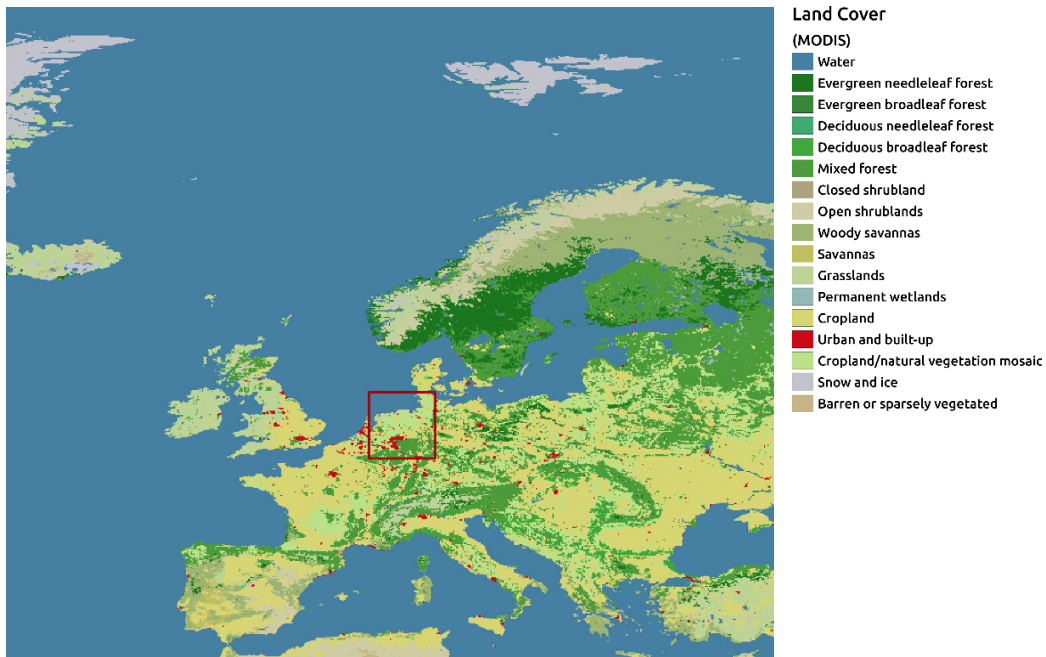 Land Cover
(MODIS)
Water
Evergreen needleleaf forest
Evergreen broadleaf forest
Deciduous needleleaf forest
Deciduous broadleaf forest
Mixed forest
Closed shrubland
Open shrublands
Woody savannas
Savannas
Grasslands
Permanent wetlands
Cropland
Urban and built-up
Cropland/natural vegetation mosaic
Snow and ice
Barren or sparsely vegetated